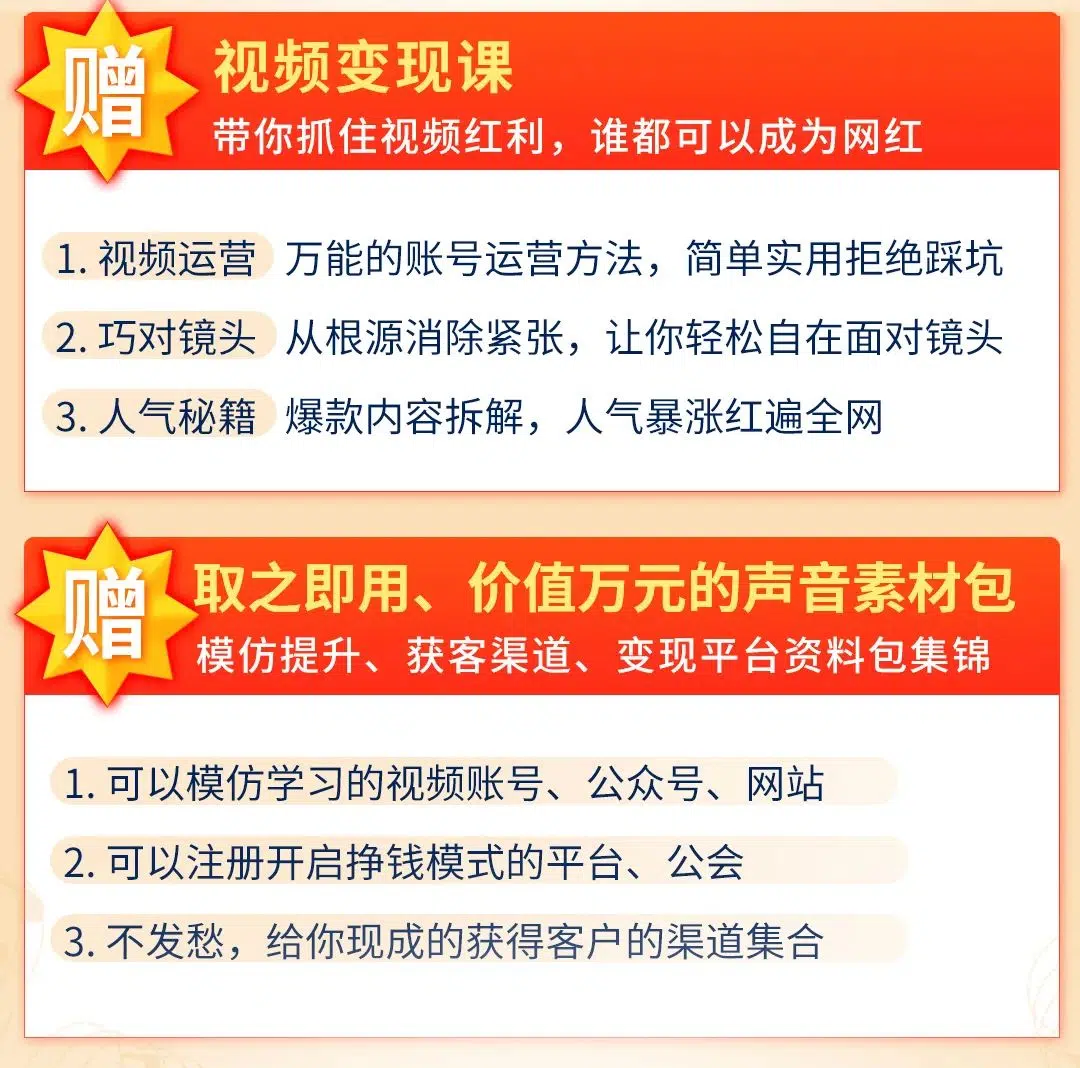 赠
视频变现课
带你抓住视频红利，谁都可以成为网红
1. 视频运营 万能的账号运营方法，简单实用拒绝踩坑
2. 巧对镜头 从根源消除紧张，让你轻松自在面对镜头
3. 人气秘籍 爆款内容拆解，人气暴涨红遍全网
赠
取之即用、价值万元的声音素材包
模仿提升、获客渠道、变现平台资料包集锦
1. 可以模仿学习的视频账号、公众号、网站
2. 可以注册开启挣钱模式的平台、公会
3. 不发愁，给你现成的获得客户的渠道集合